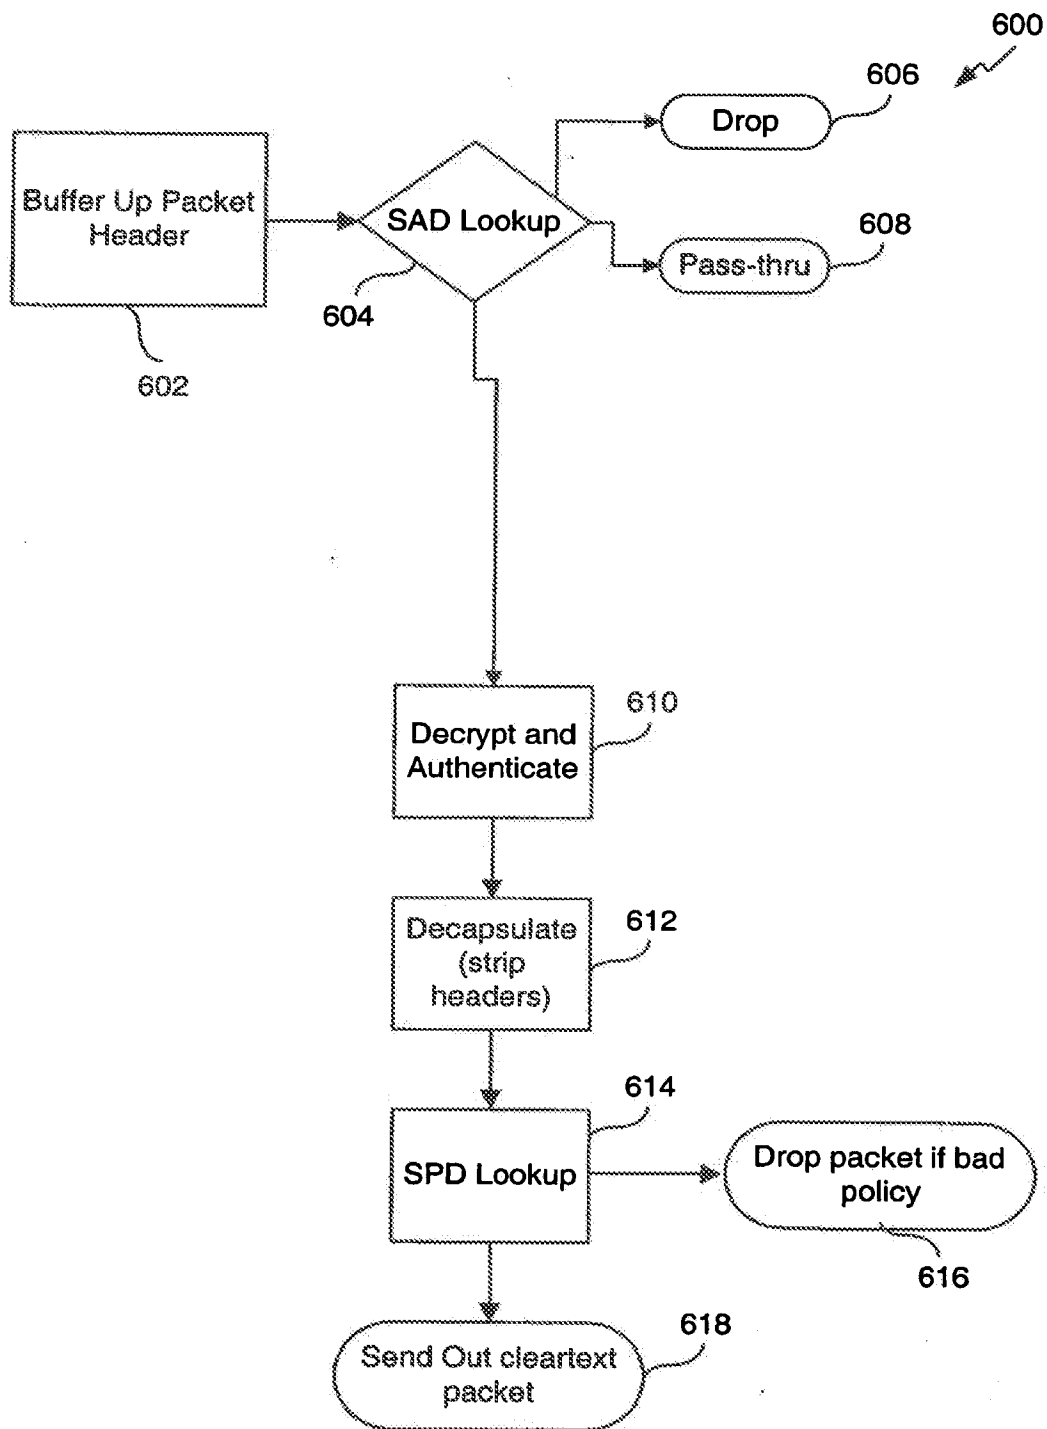 600
606
Drop
Buffer Up Packet
Header
SAD Lookup
608
Pass-thru
604
602
610
Decrypt and
Authenticate
612
Decapsulate
(strip
headers)
614
SPD Lookup
Drop packet if bad
policy
616
618
Send Out cleartext
packet